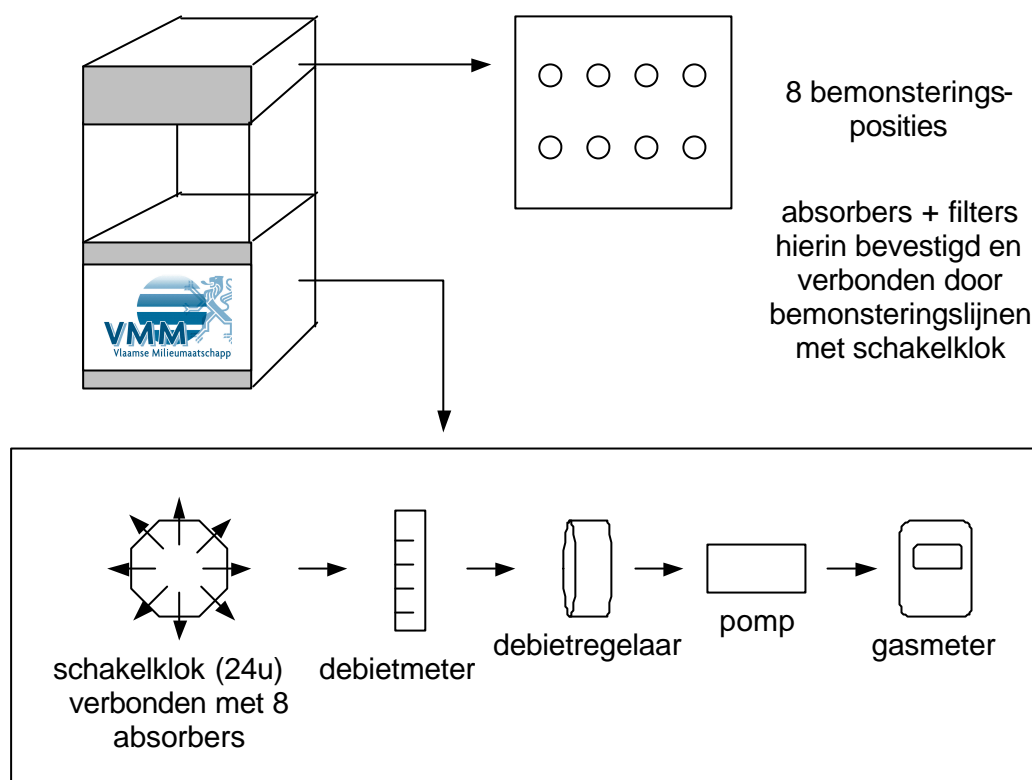 8 bemonsterings-
posities
absorbers + filters
hierin bevestigd en
verbonden door
bemonsteringslijnen
met schakelklok
VMM
Vlaamse Milieumaatschapp
schakelklok (24u)
verbonden met 8
absorbers
debietmeter
debietregelaar
pomp
gasmeter